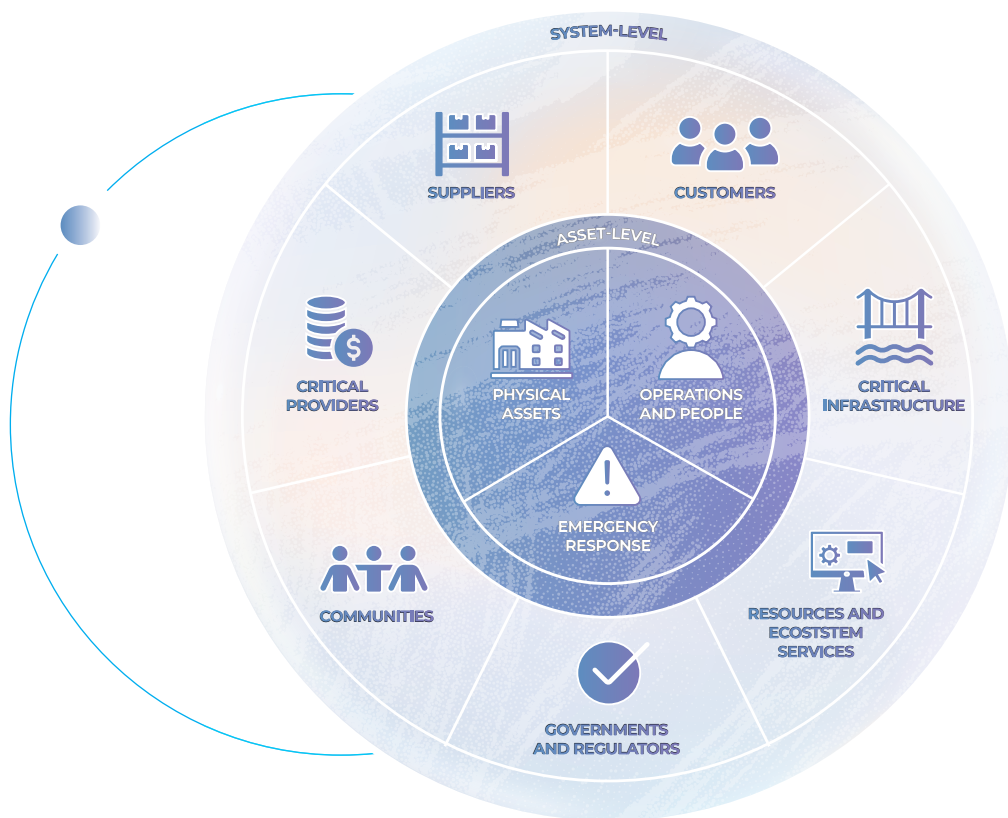 SYSTEM-LEVEL
SUPPLIERS
CUSTOMERS
ASSET-LEVEL
CRITICAL
PROVIDERS
PHYSICAL
ASSETS
OPERATIONS
AND PEOPLE
CRITICAL
INFRASTRUCTURE
EMERGENCY
RESPONSE
COMMUNITIES
RESOURCES AND
ECOSTSTEM
SERVICES
GOVERNMENTS
AND REGULATORS